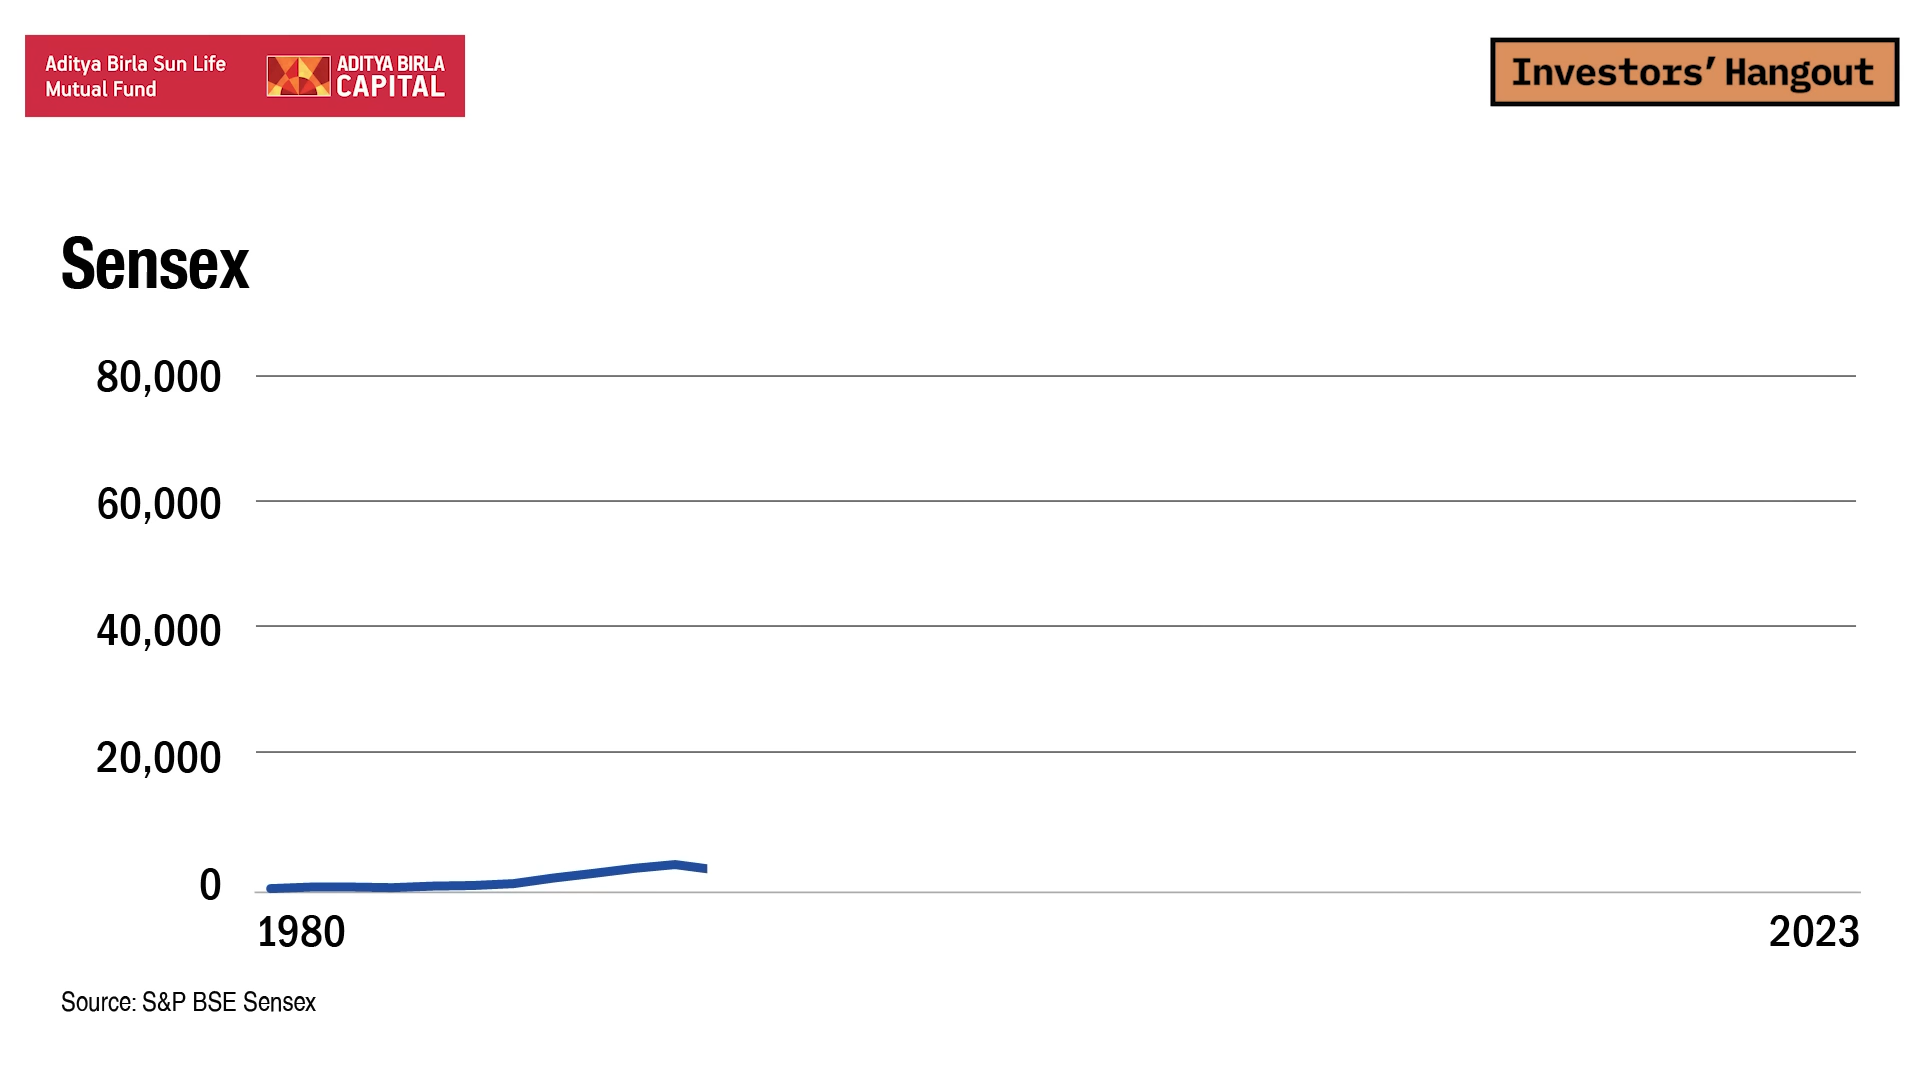 Aditya Birla Sun Life
Mutual Fund
ADITYA BIRLA
CAPITAL
Investors’ Hangout
Sensex
80,000
60,000
40,000
20,000
0
1980
2023
Source: S&P BSE Sensex